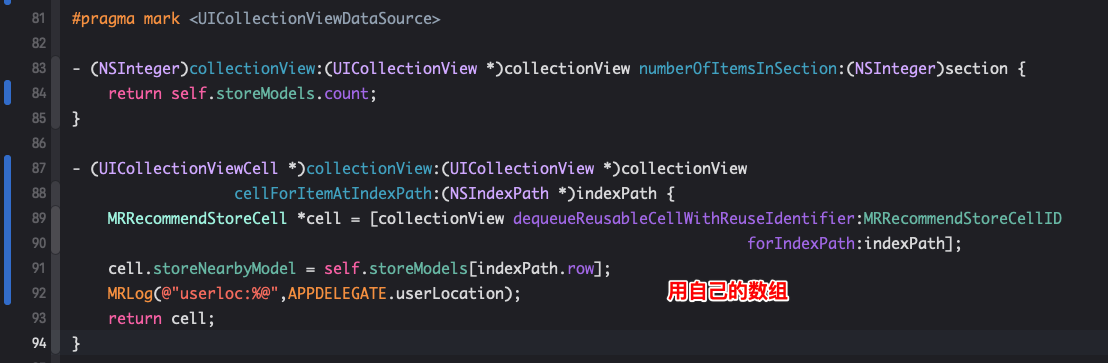 81 #pragma mark <UICollectionViewDataSource>
82
83 - (NSInteger)collectionView:(UICollectionView *)collectionView numberOfItemsInSection:(NSInteger)section {
84     return self.storeModels.count;
85 }
86
87 - (UICollectionViewCell *)collectionView:(UICollectionView *)collectionView
88                   cellForItemAtIndexPath:(NSIndexPath *)indexPath {
89     MRRecommendStoreCell *cell = [collectionView dequeueReusableCellWithReuseIdentifier:MRRecommendStoreCellID
90                                                                            forIndexPath:indexPath];
91     cell.storeNearbyModel = self.storeModels[indexPath.row];
92     MRLog(@"userloc:%@",APPDELEGATE.userLocation); 用自己的数组
93     return cell;
94 }